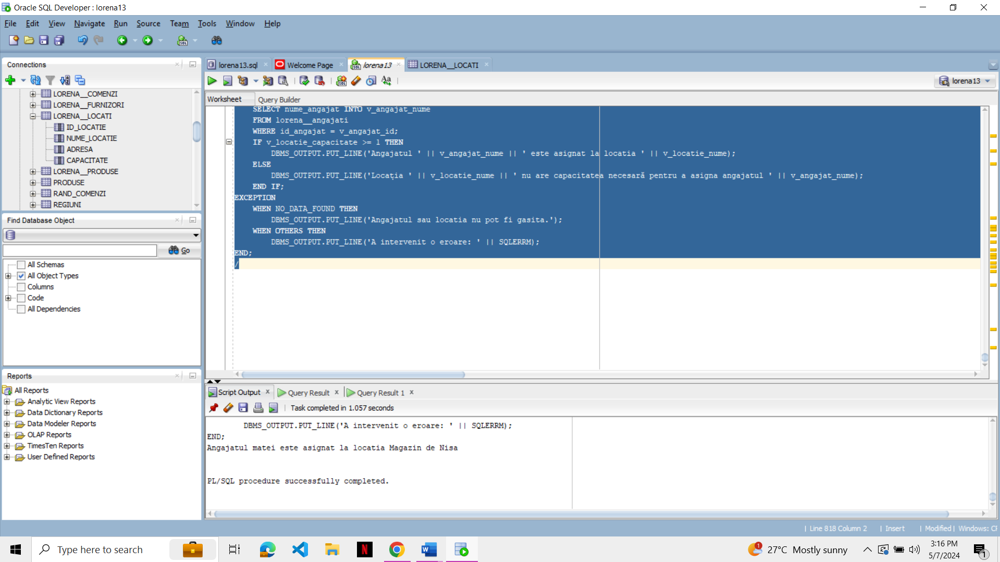 Oracle SQL Developer : lorena13
File Edit View Navigate Run Source Team Tools Window Help
Connections
LORENA__COMENZI
LORENA__FURNIZORI
LORENA__LOCATI
ID_LOCATIE
NUME_LOCATIE
ADRESA
CAPACITATE
LORENA__PRODUSE
PRODUSE
RAND_COMENZI
REGIUNI
Find Database Object
Go
All Schemas
All Object Types
Columns
Code
All Dependencies
Reports
All Reports
Analytic View Reports
Data Dictionary Reports
Data Modeler Reports
OLAP Reports
TimesTen Reports
User Defined Reports
lorena13.sql Welcome Page lorena13 LORENA__LOCATI
lorena13
Worksheet Query Builder
SELECT nume_angajat INTO v_angajat_nume
FROM lorena__angajati
WHERE id_angajat = v_angajat_id;
IF v_locatie_capacitate >= 1 THEN
DBMS_OUTPUT.PUT_LINE('Angajatul ' || v_angajat_nume || ' este asignat la locatia ' || v_locatie_nume);
ELSE
DBMS_OUTPUT.PUT_LINE('Locația ' || v_locatie_nume || ' nu are capacitatea necesară pentru a asigna angajatul ' || v_angajat_nume);
END IF;
EXCEPTION
WHEN NO_DATA_FOUND THEN
DBMS_OUTPUT.PUT_LINE('Angajatul sau locatia nu pot fi gasita.');
WHEN OTHERS THEN
DBMS_OUTPUT.PUT_LINE('A intervenit o eroare: ' || SQLERRM);
END;
/
Script Output Query Result Query Result 1
Task completed in 1.057 seconds
DBMS_OUTPUT.PUT_LINE('A intervenit o eroare: ' || SQLERRM);
END;
Angajatul matei este asignat la locatia Magazin de Nisa
PL/SQL procedure successfully completed.
Line 818 Column 2 | Insert | Modified | Windows: CF
Type here to search
27°C Mostly sunny
3:16 PM
5/7/2024